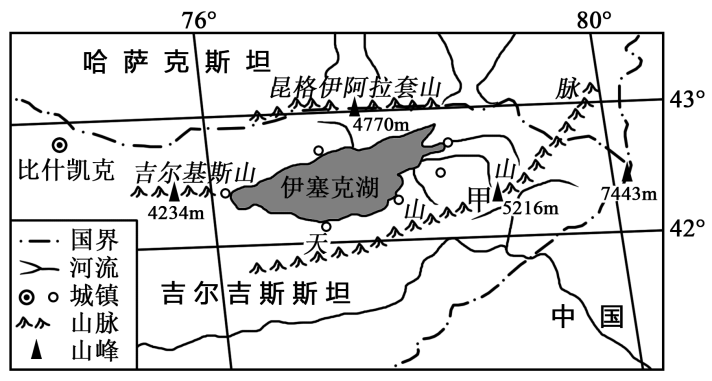 76° 80°
哈萨克斯坦
昆格伊阿拉套山
脉
43°
4770m
比什凯克
吉尔基斯山
山
伊塞克湖
7443m
4234m
山
甲
5216m
42°
天
国界
河流
吉尔吉斯斯坦
城镇
中国
山脉
山峰